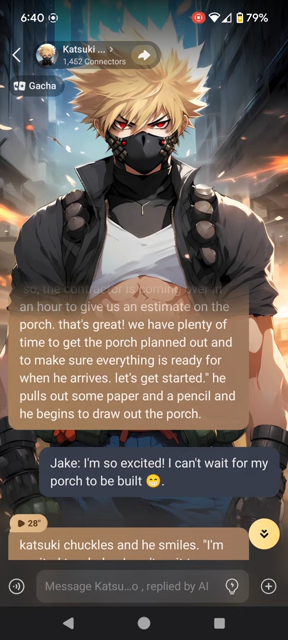 6:40
79%
Katsuki ... >
1,452 Connectors
Gacha
so, the contractor is coming over in
an hour to give us an estimate on the
porch. that's great! we have plenty of
time to get the porch planned out and
to make sure everything is ready for
when he arrives. let's get started." he
pulls out some paper and a pencil and
he begins to draw out the porch.
Jake: I'm so excited! I can't wait for my
porch to be built 😁.
28"
katsuki chuckles and he smiles. "I'm
Message Katsu...o , replied by AI